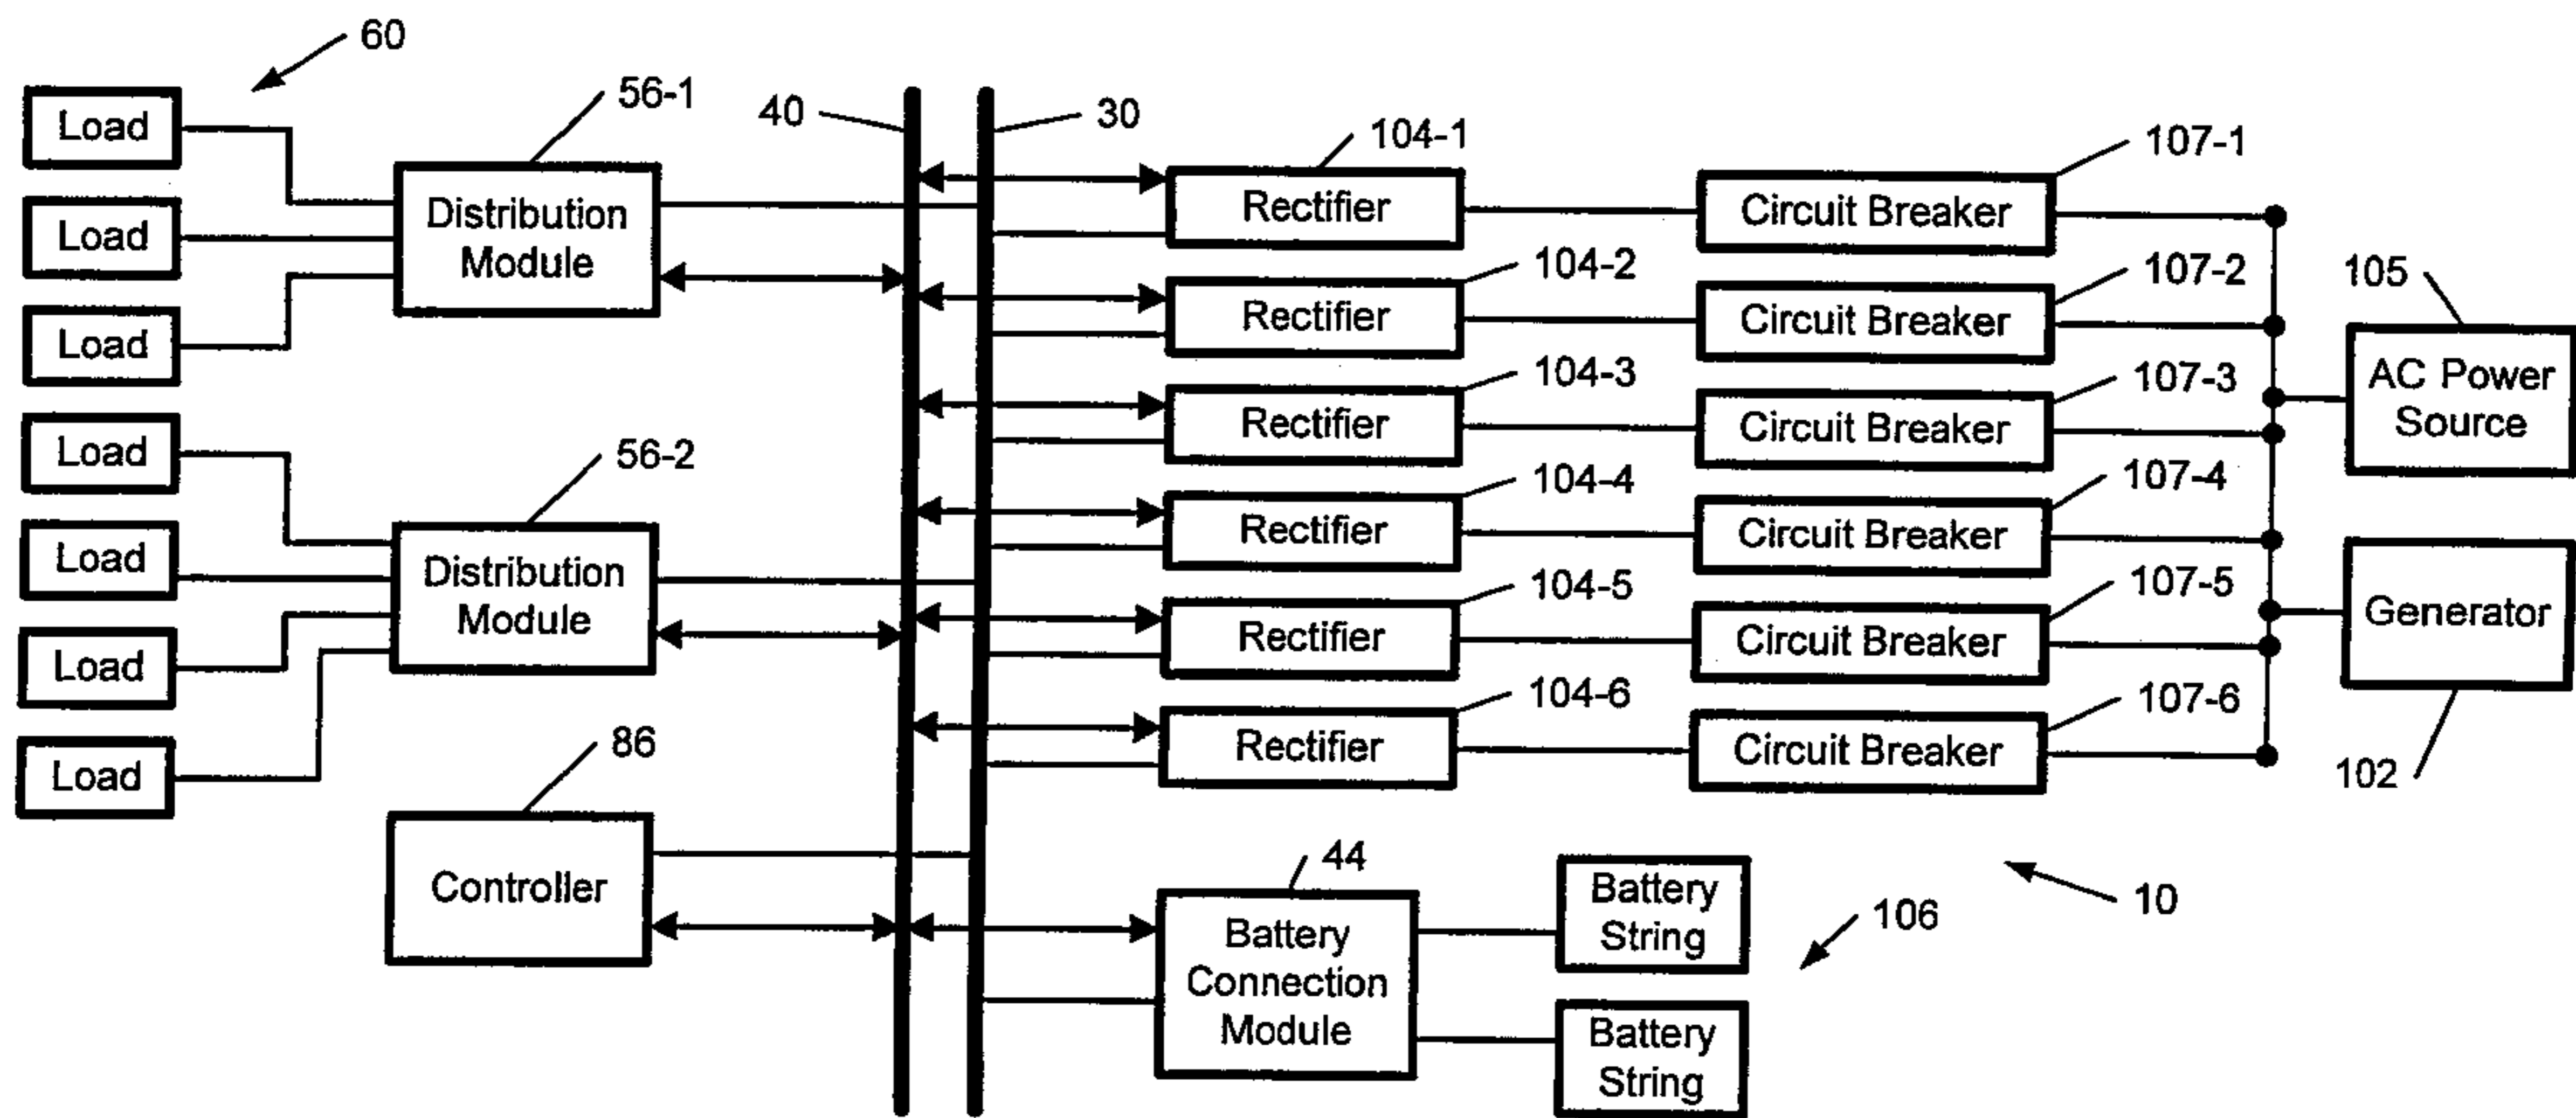 60
Load
Load
Load
Load
Load
Load
Load
56-1
Distribution
Module
56-2
Distribution
Module
86
Controller
40
30
104-1
Rectifier
104-2
Rectifier
104-3
Rectifier
104-4
Rectifier
104-5
Rectifier
104-6
Rectifier
107-1
Circuit Breaker
107-2
Circuit Breaker
107-3
Circuit Breaker
107-4
Circuit Breaker
107-5
Circuit Breaker
107-6
Circuit Breaker
105
AC Power
Source
Generator
102
44
Battery
Connection
Module
Battery
String
Battery
String
106
10